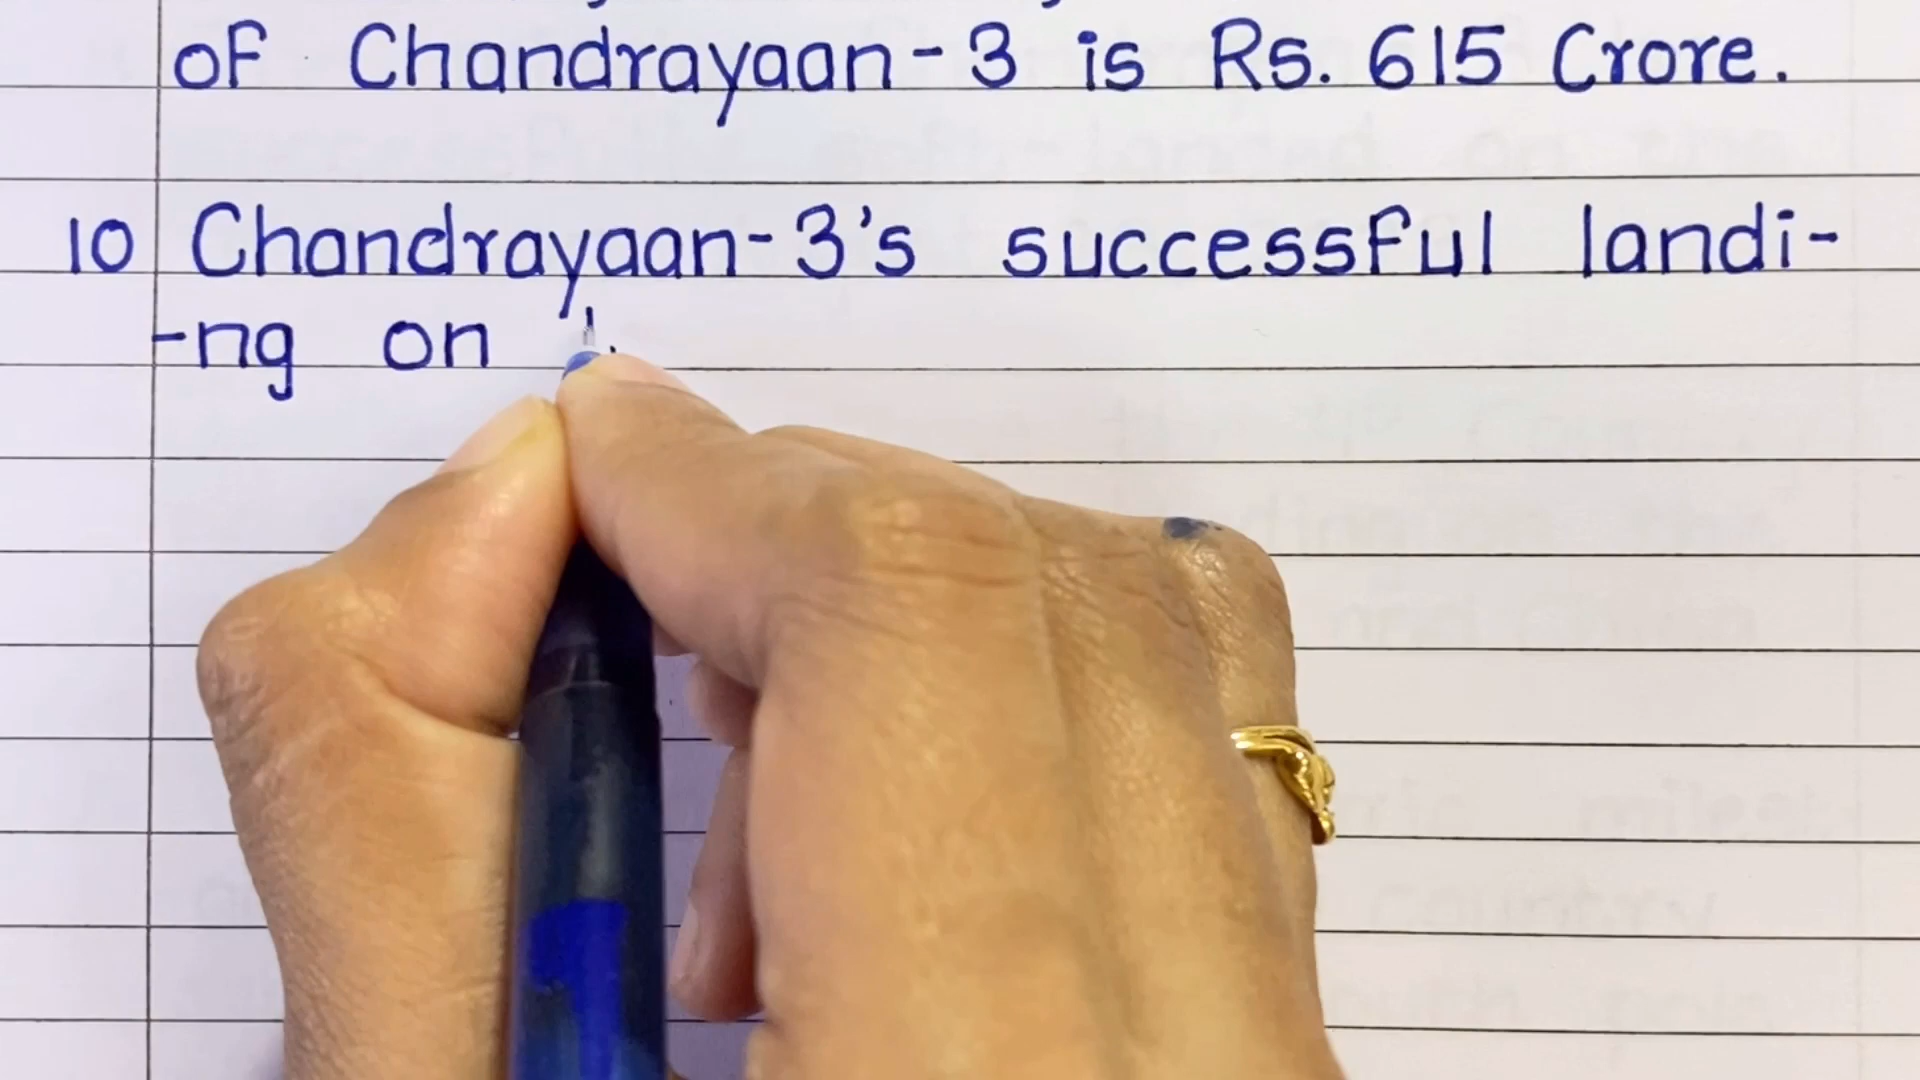 of Chandrayaan-3 is Rs. 615 Crore.
10 Chandrayaan-3's successful landi-
-ng on